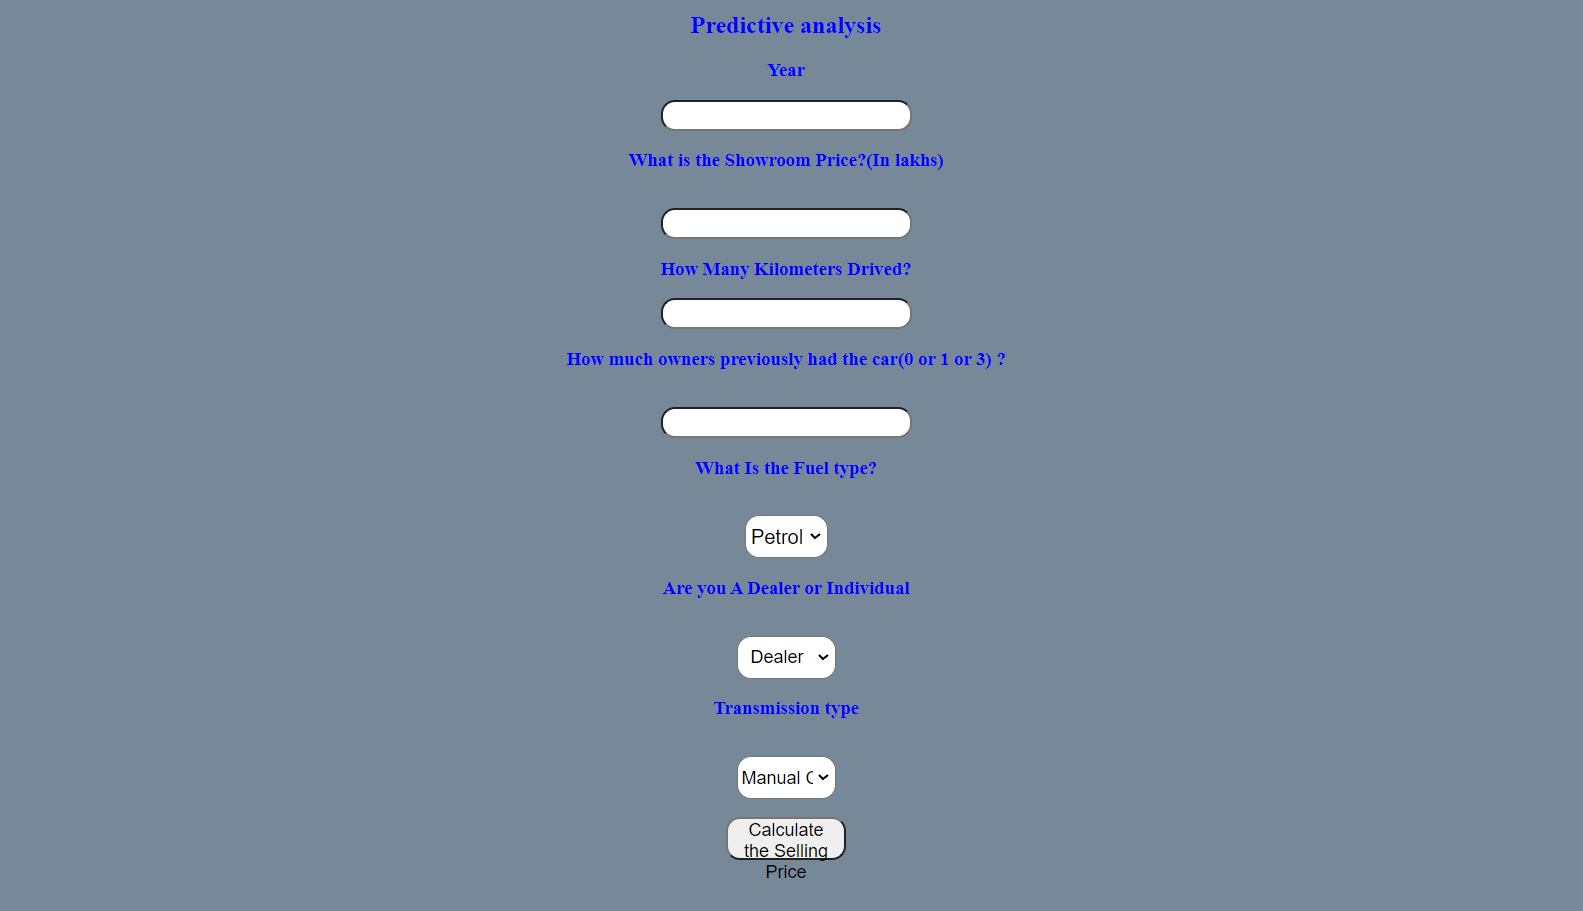 Predictive analysis
Year
What is the Showroom Price?(In lakhs)
How Many Kilometers Drived?
How much owners previously had the car(0 or 1 or 3) ?
What Is the Fuel type?
Petrol
Are you A Dealer or Individual
Dealer
Transmission type
Manual C
Calculate
the Selling
Price